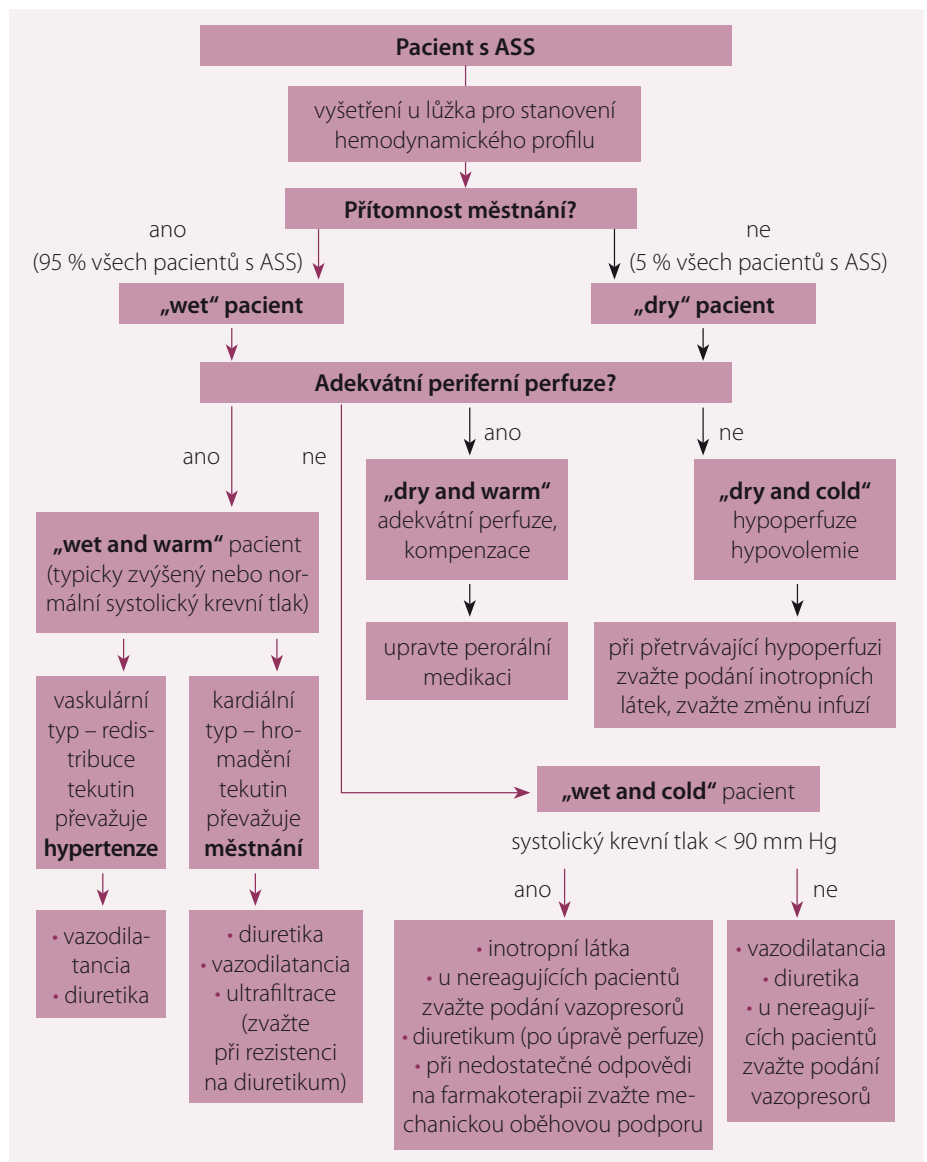 Pacient s ASS
vyšetření u lůžka pro stanovení
hemodynamického profilu
Přítomnost městnání?
ano
(95 % všech pacientů s ASS)
ne
(5 % všech pacientů s ASS)
„wet“ pacient
„dry“ pacient
Adekvátní periferní perfuze?
ano
ne
ano
ne
„wet and warm“ pacient
(typicky zvýšený nebo nor-
mální systolický krevní tlak)
„dry and warm“
adekvátní perfuze,
kompenzace
„dry and cold“
hypoperfuze
hypovolemie
upravte perorální
medikaci
při přetrvávající hypoperfuzi
zvažte podání inotropních
látek, zvažte změnu infuzí
vaskulární
typ – redis-
tribuce
tekutin
převažuje
hypertenze
kardiální
typ – hro-
madění
tekutin
převažuje
městnání
„wet and cold“ pacient
systolický krevní tlak < 90 mm Hg
ano
ne
• vazodila-
tancia
• diuretika
• diuretika
• vazodilatancia
• ultrafiltrace
(zvažte
při rezistenci
na diuretikum)
• inotropní látka
• u nereagujících pacientů
zvažte podání vazopresorů
• diuretikum (po úpravě perfuze)
• při nedostatečné odpovědi
na farmakoterapii zvažte me-
chanickou oběhovou podporu
• vazodilatancia
• diuretika
• u nereagují-
cích pacientů
zvažte podání
vazopresorů